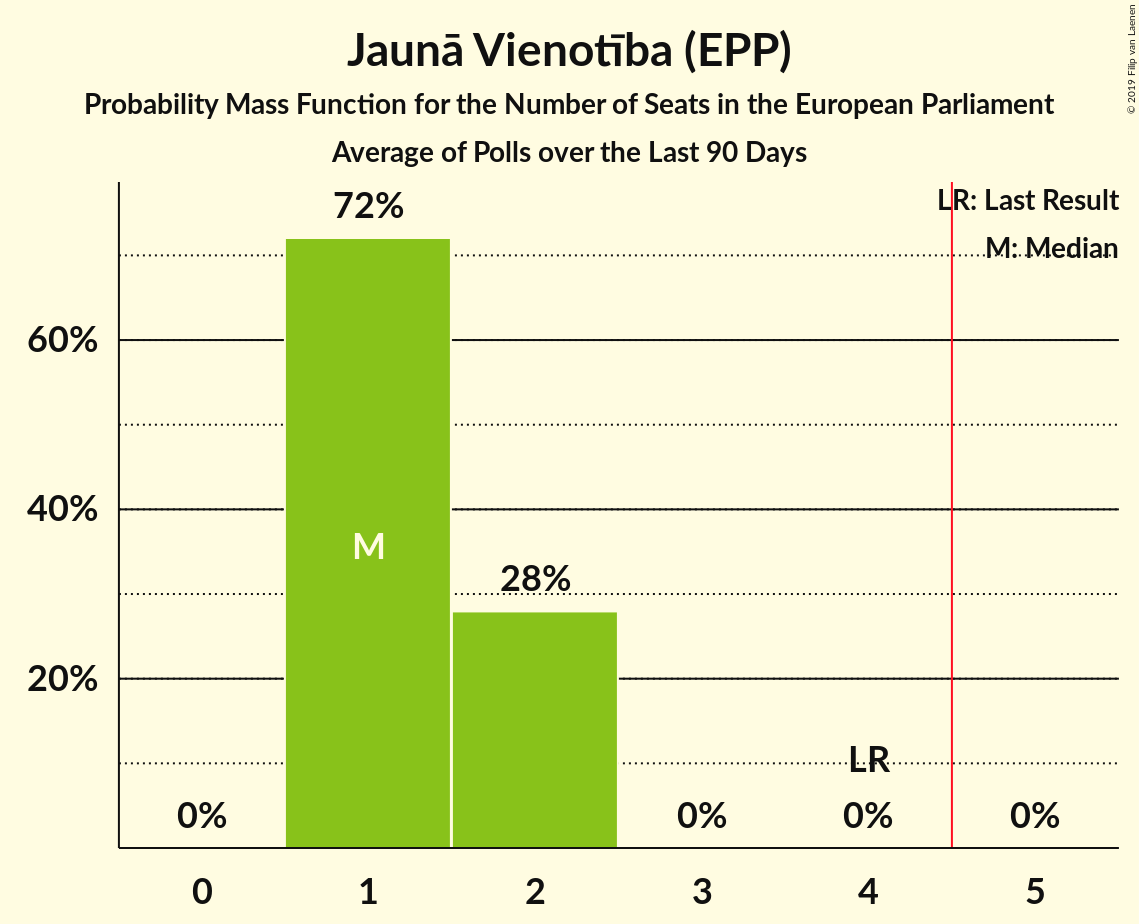 Jaunā Vienotība (EPP)
Probability Mass Function for the Number of Seats in the European Parliament
Average of Polls over the Last 90 Days
© 2019 Filip van Laenen
LR: Last Result
M: Median
72%
60%
40%
M
28%
20%
LR
0%
0%
0%
0%
0
1
2
3
4
5